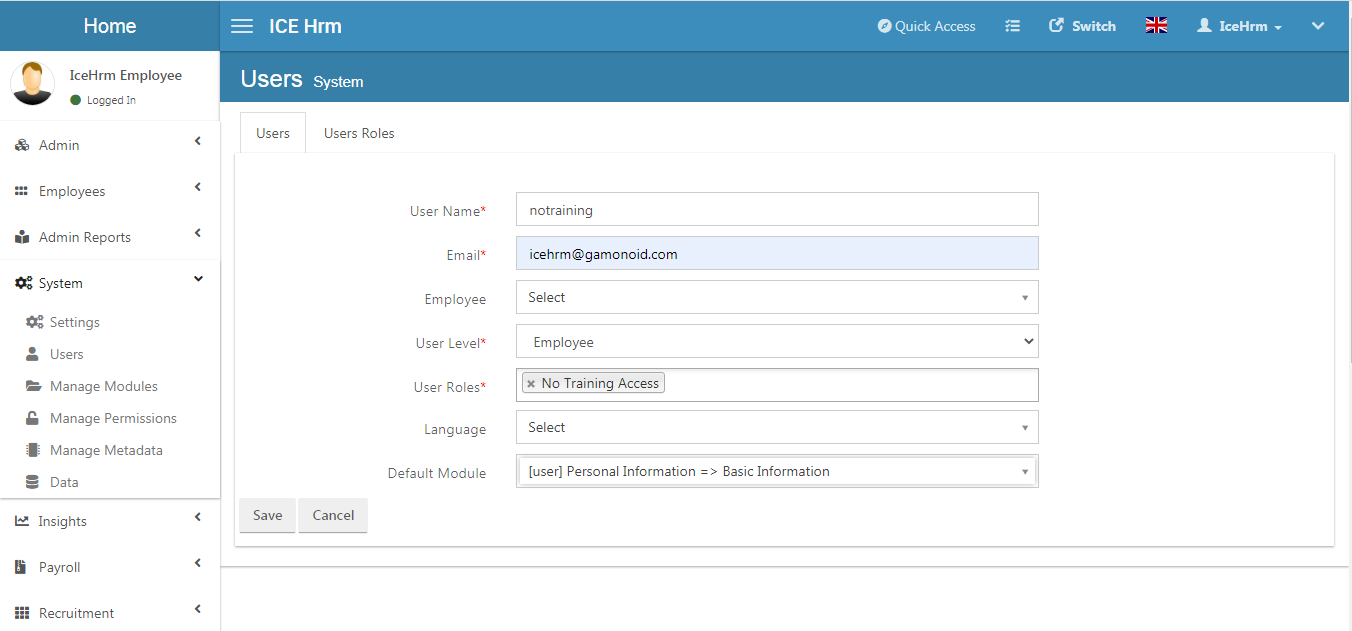 Home
ICE Hrm
Quick Access
Switch
IceHrm
IceHrm Employee
Logged In
Users System
Users
Users Roles
Admin
Employees
Admin Reports
System
Settings
Users
Manage Modules
Manage Permissions
Manage Metadata
Data
Insights
Payroll
Recruitment
User Name* notraining
Email* icehrm@gamonoid.com
Employee Select
User Level* Employee
User Roles* × No Training Access
Language Select
Default Module [user] Personal Information => Basic Information
Save Cancel